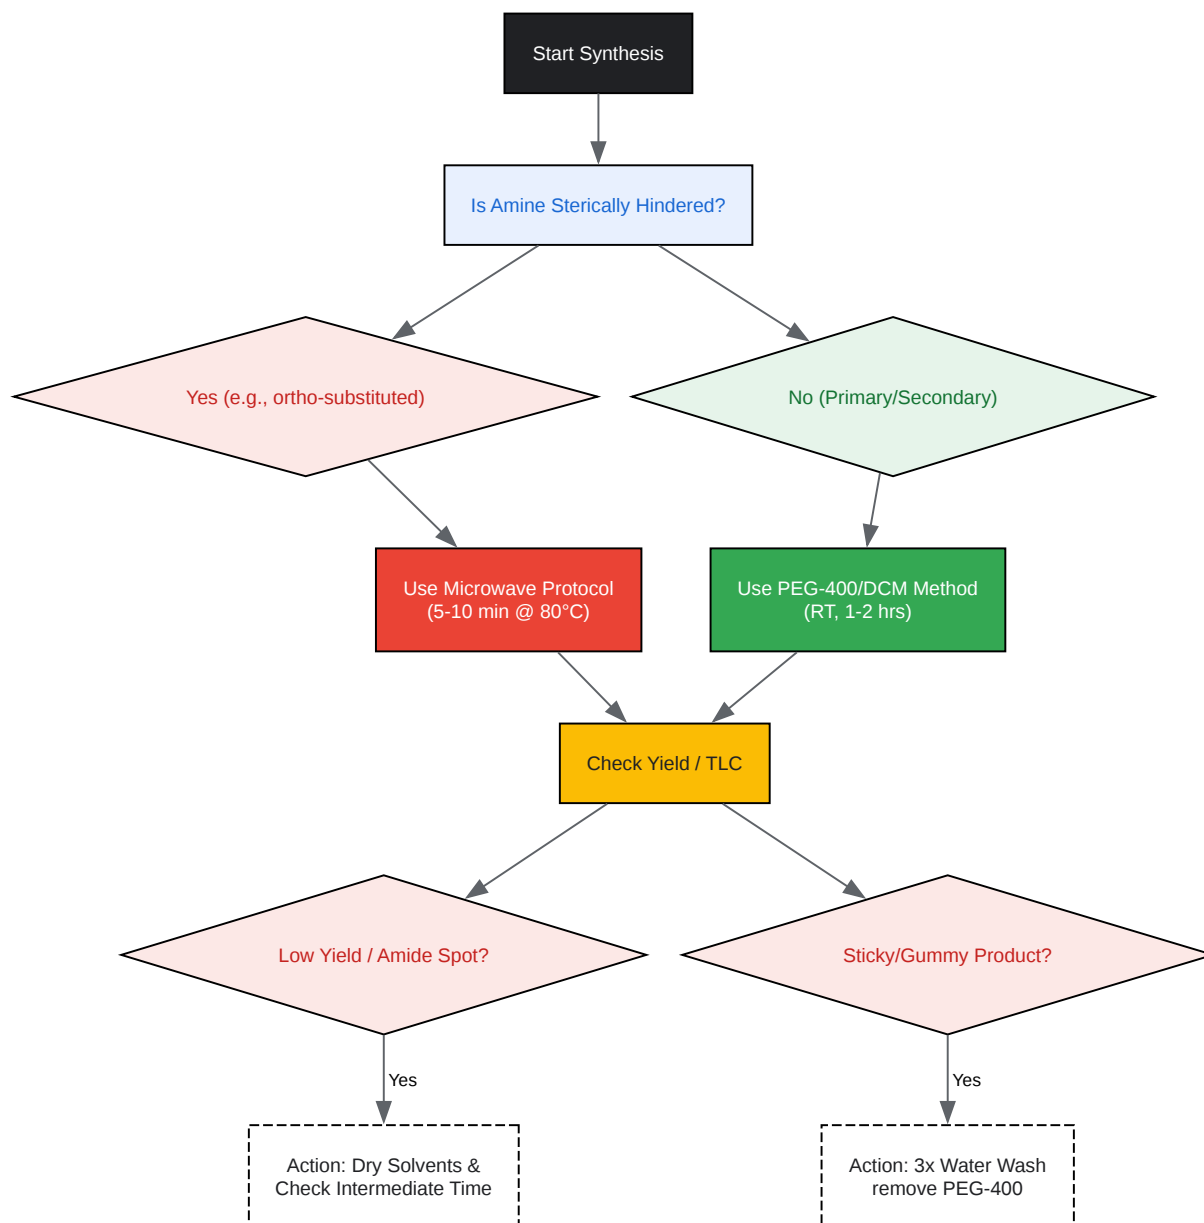 Start Synthesis
Is Amine Sterically Hindered?
Yes (e.g., ortho-substituted)
No (Primary/Secondary)
Use Microwave Protocol
(5-10 min @ 80°C)
Use PEG-400/DCM Method
(RT, 1-2 hrs)
Check Yield / TLC
Low Yield / Amide Spot?
Sticky/Gummy Product?
Yes
Yes
Action: Dry Solvents &
Check Intermediate Time
Action: 3x Water Wash
remove PEG-400